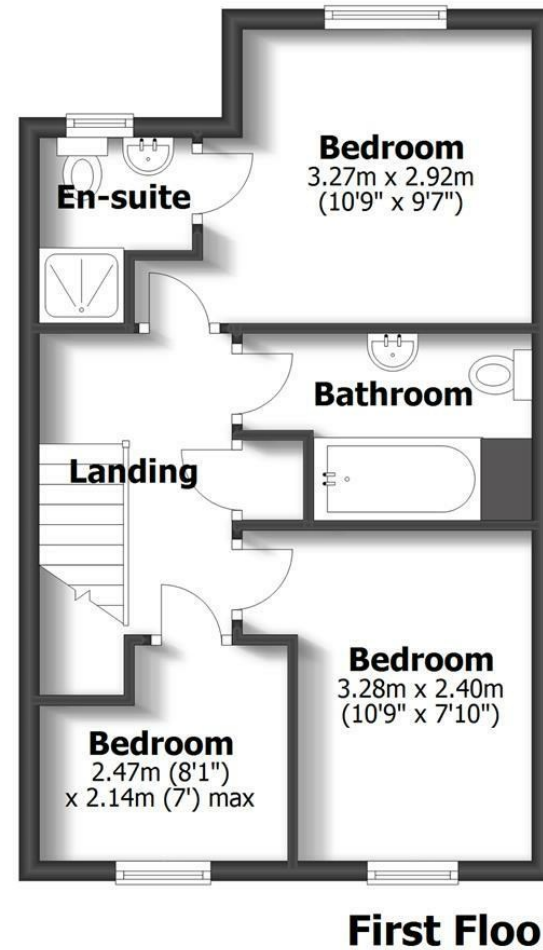 Bedroom
3.27m x 2.92m
(10'9" x 9'7")
En-suite
Bathroom
Landing
Bedroom
3.28m x 2.40m
(10'9" x 7'10")
Bedroom
2.47m (8'1")
x 2.14m (7') max
First Floo